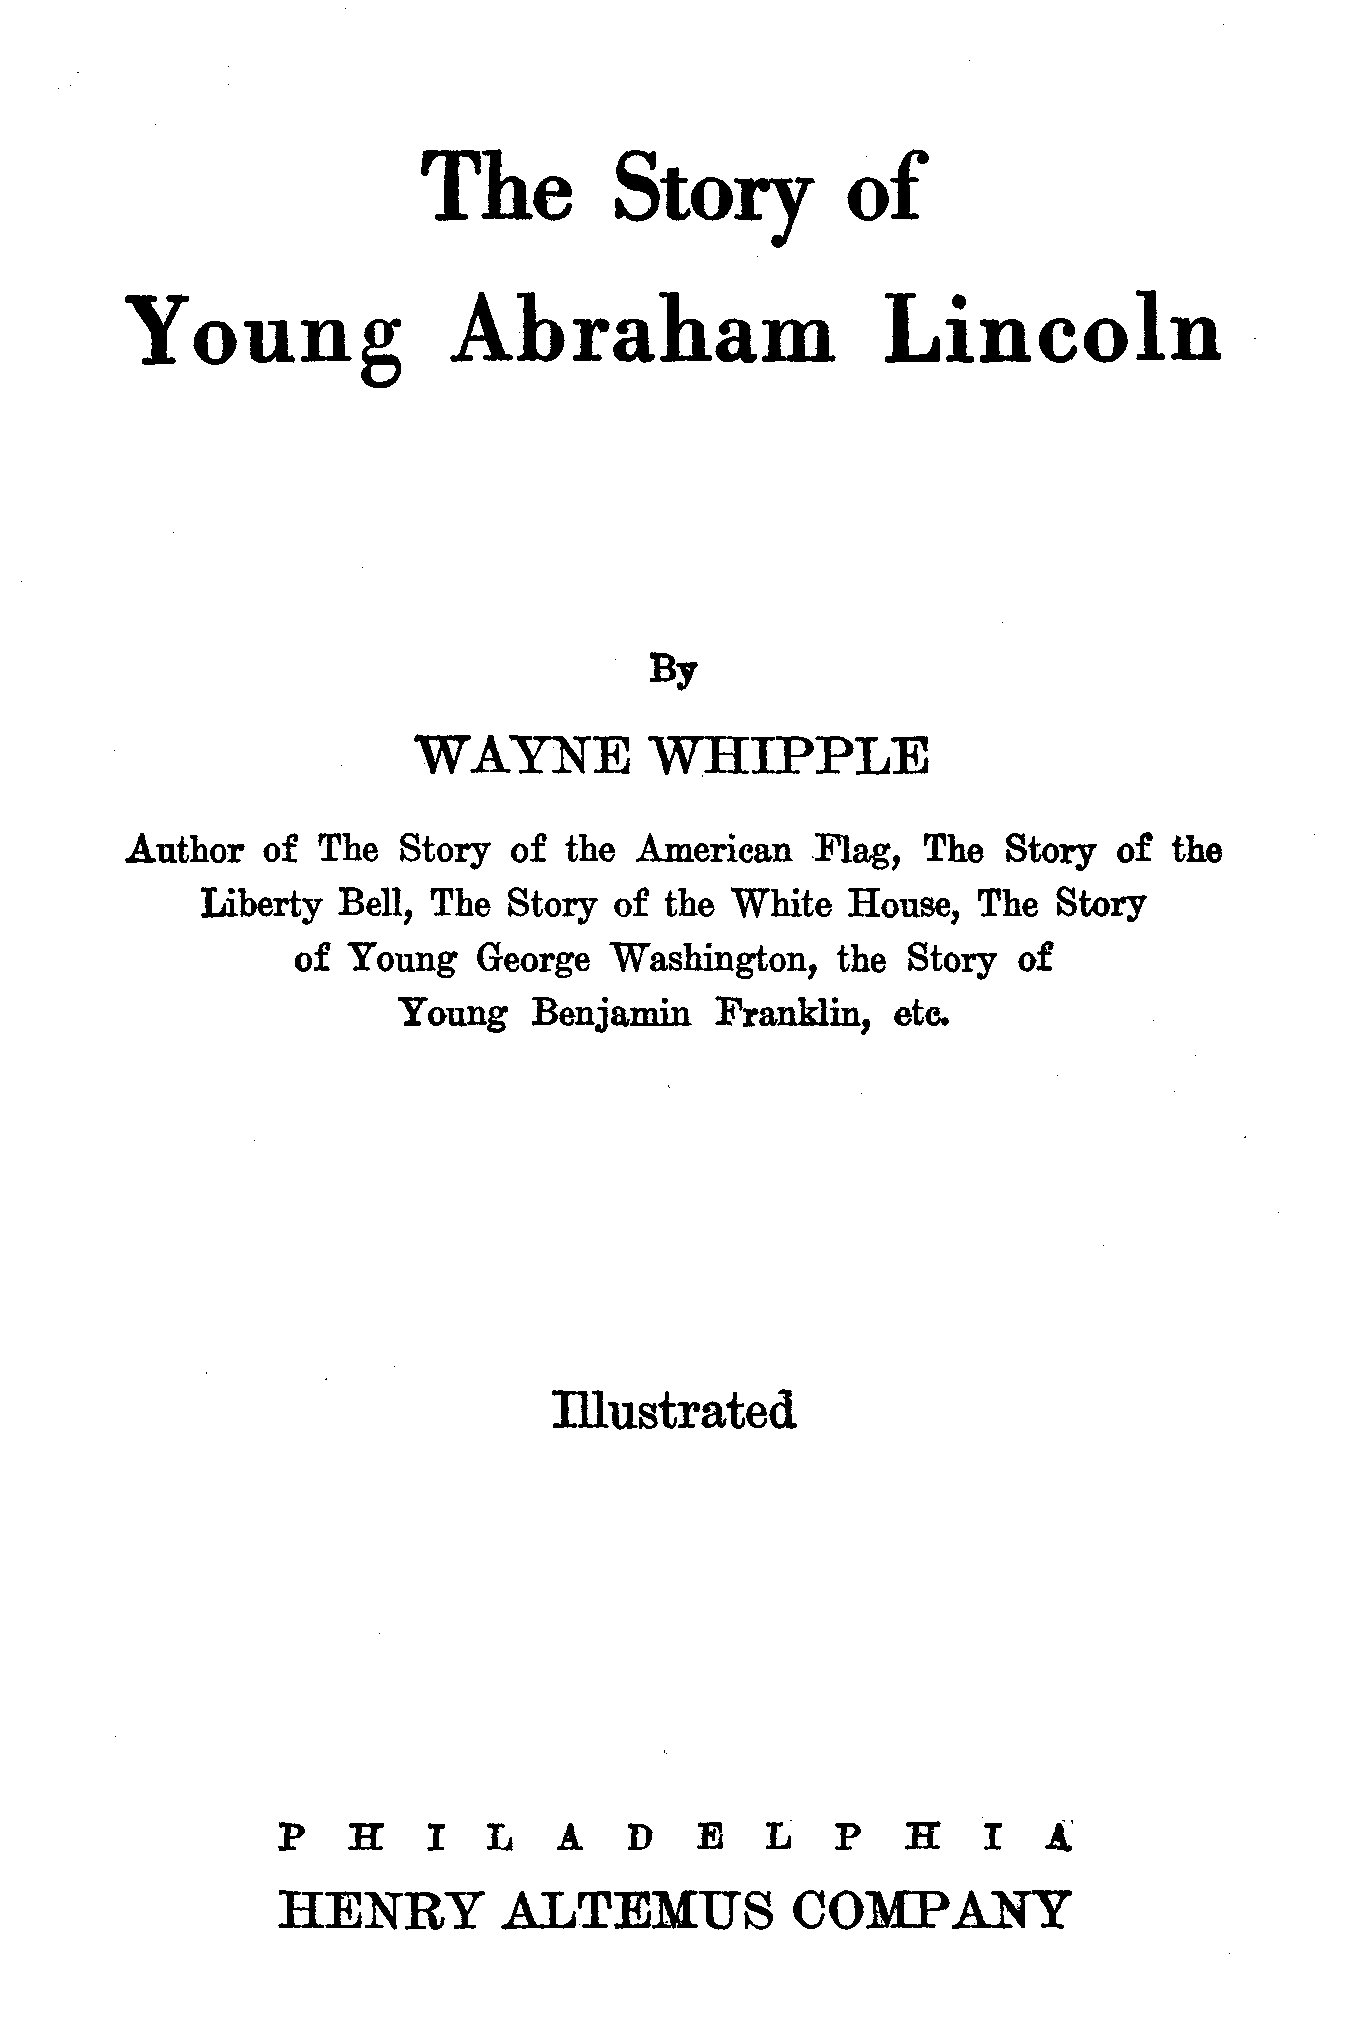 The Story of
Young Abraham Lincoln
By
WAYNE WHIPPLE
Author of The Story of the American Flag, The Story of the
Liberty Bell, The Story of the White House, The Story
of Young George Washington, the Story of
Young Benjamin Franklin, etc.
Illustrated
PHILADELPHIA
HENRY ALTEMUS COMPANY